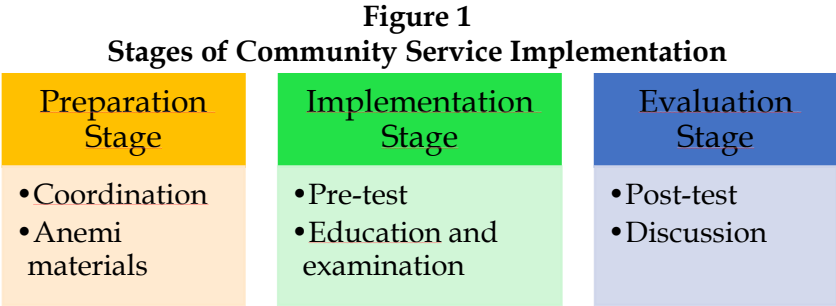 Figure 1
Stages of Community Service Implementation
Preparation
Stage
•Coordination
•Anemi
materials
Implementation
Stage
•Pre-test
•Education and
examination
Evaluation
Stage
•Post-test
•Discussion